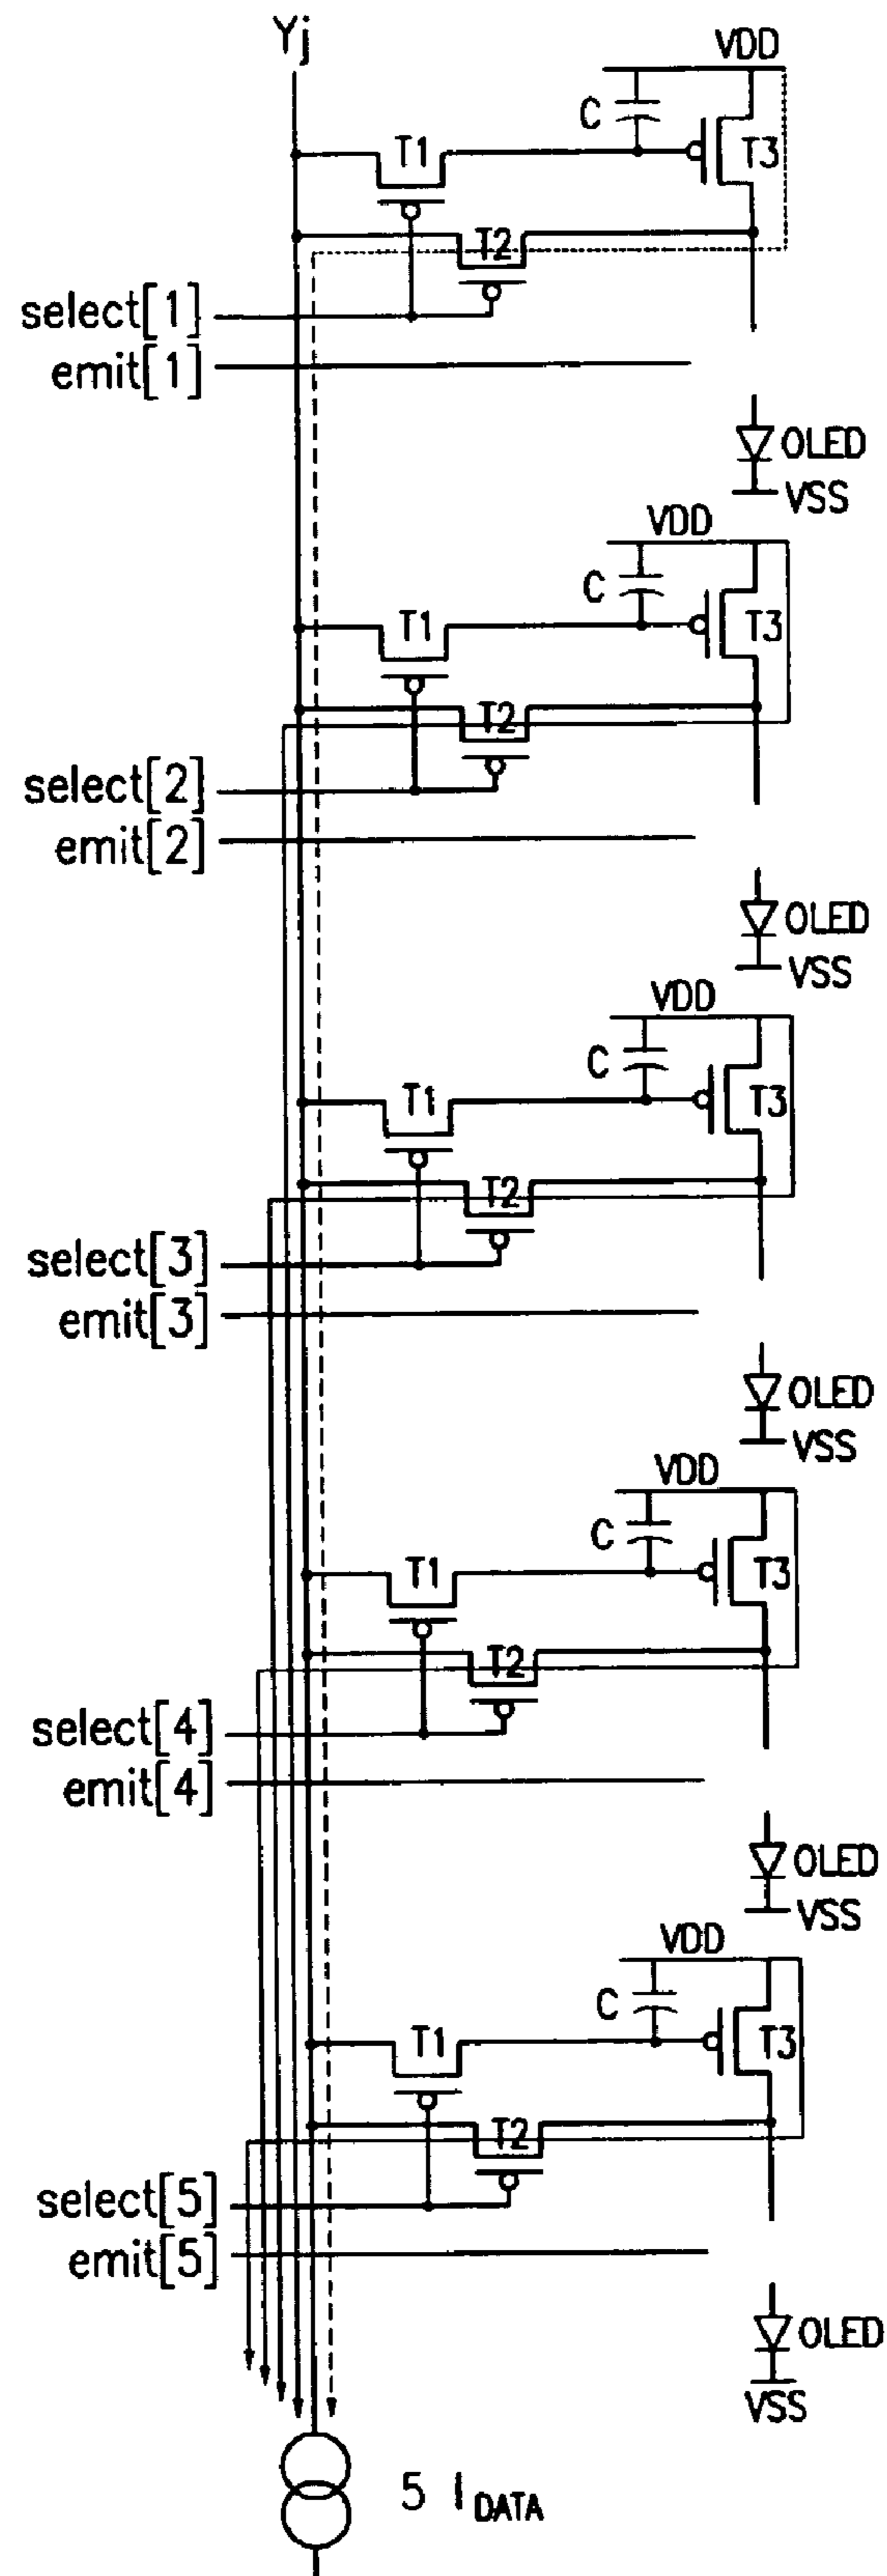 Yj
VDD
C
T1
T3
T2
select[1]
emit[1]
OLED
VSS
VDD
C
T1
T3
T2
select[2]
emit[2]
OLED
VSS
VDD
C
T1
T3
T2
select[3]
emit[3]
OLED
VSS
VDD
C
T1
T3
T2
select[4]
emit[4]
OLED
VSS
VDD
C
T1
T3
T2
select[5]
emit[5]
OLED
VSS
5 IDATA